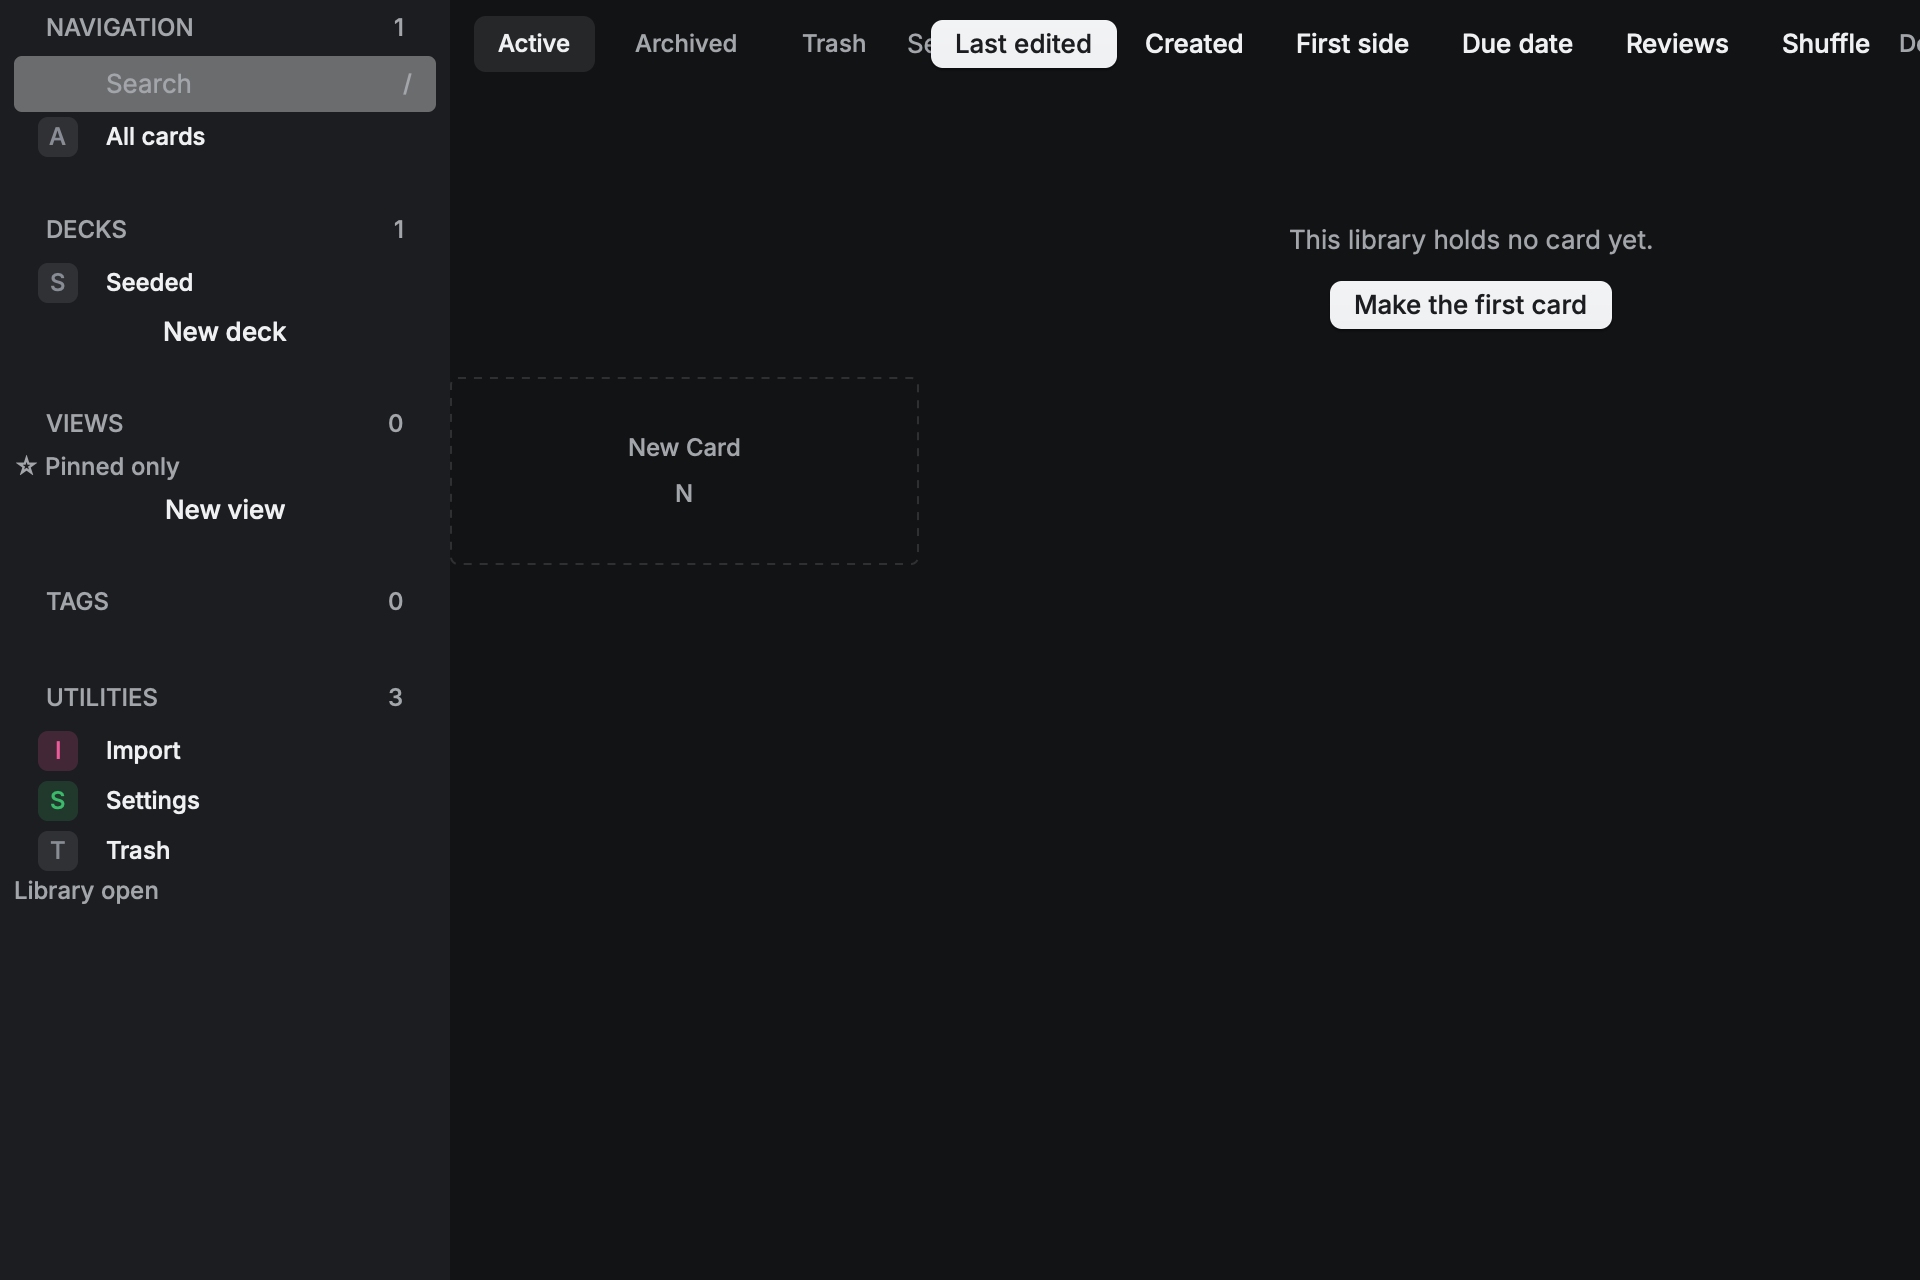 NAVIGATION 1
Search /
A All cards
DECKS 1
S Seeded
New deck
VIEWS 0
☆ Pinned only
New view
TAGS 0
UTILITIES 3
I Import
S Settings
T Trash
Library open
Active Archived Trash Last edited Created First side Due date Reviews Shuffle
This library holds no card yet.
Make the first card
New Card
N